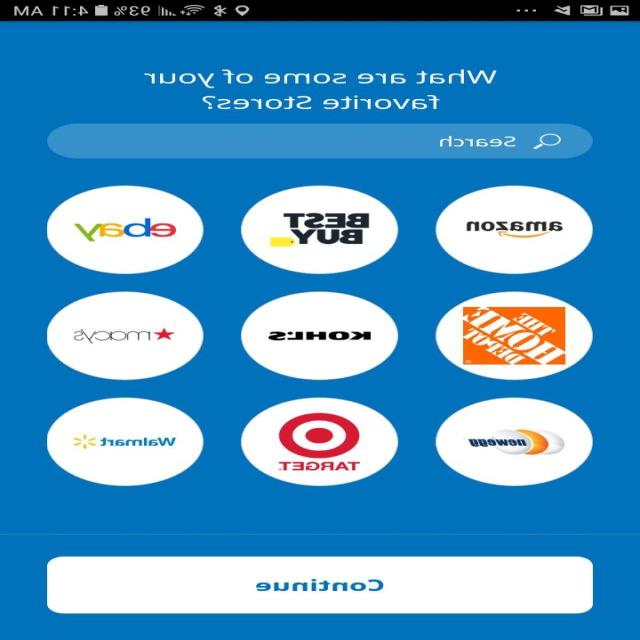 93% 4:11 AM
What are some of your
favorite Stores?
Search
amazon
BEST
BUY
ebay
THE
HOME
DEPOT
KOHL'S
macy's
newegg
TARGET
Walmart
Continue